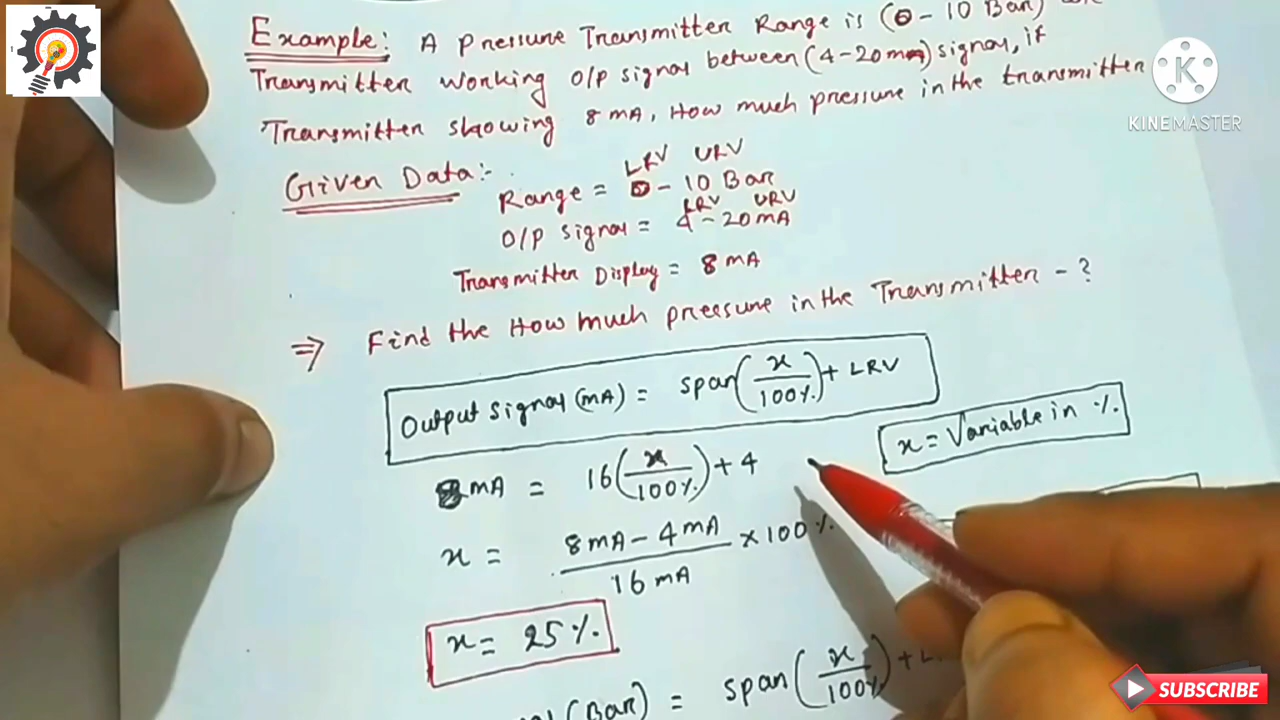 Example: A Pressure Transmitter Range is (0-10 Bar)
Transmitter working O/P signal between (4-20mA) signal, if
Transmitter showing 8 mA, How much pressure in the transmitter
KINEMASTER
Given Data:-
LRV URV
Range = 0-10 Bar
LRV URV
O/P signal = 4-20mA
Transmitter Display = 8 mA
⇒ Find the How much pressure in the Transmitter - ?
Output signal (mA) = span(x/100%) + LRV
x = Variable in %
8 mA = 16(x/100%) + 4
x = 8mA - 4mA/16mA × 100%
x = 25%
(Bar) = span(x/100%) +
SUBSCRIBE